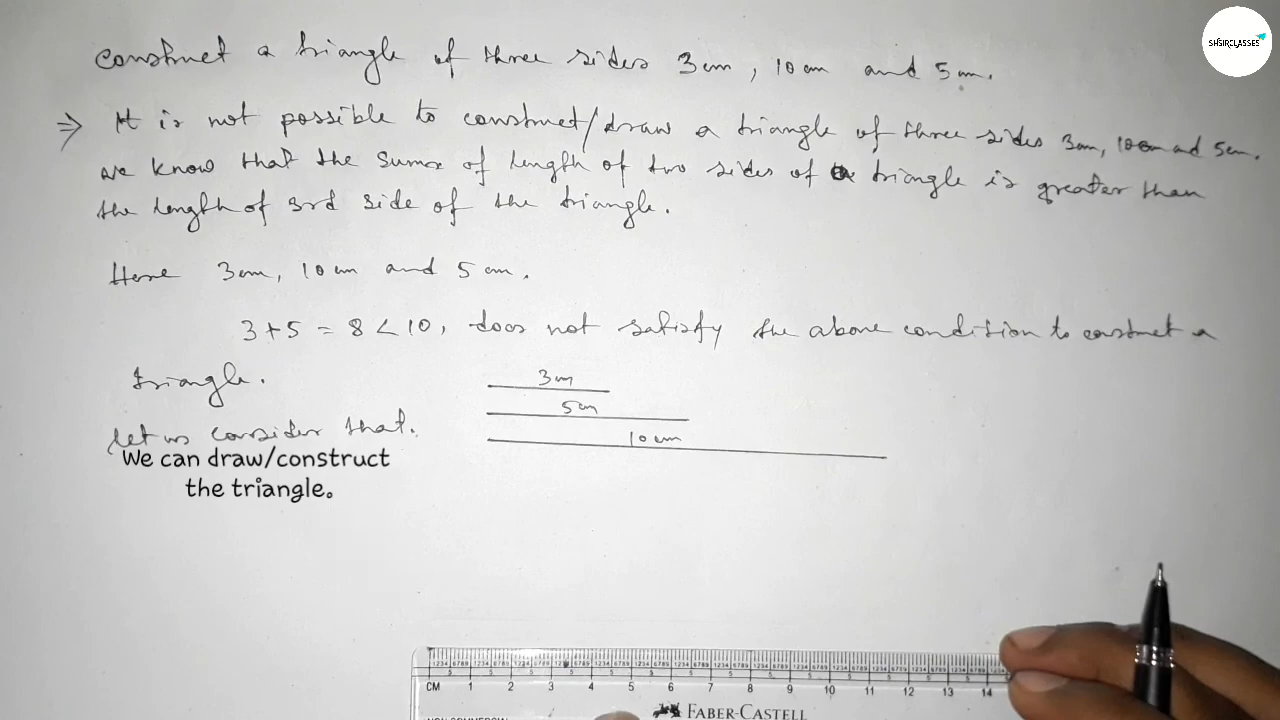 SHSIRCLASSES
construct a triangle of three sides 3cm, 10cm and 5cm.
⇒ It is not possible to construct/draw a triangle of three sides 3cm, 10cm and 5cm.
we know that the sum of length of two sides of a triangle is greater than
the length of 3rd side of the triangle.
Here 3cm, 10cm and 5cm.
3+5 = 8 < 10, does not satisfy the above condition to construct a
triangle.
3cm
5cm
let us consider that.
10cm
We can draw/construct
the triangle.
CM 1 2 3 4 5 6 7 8 9 10 11 12 13 14
FABER-CASTELL